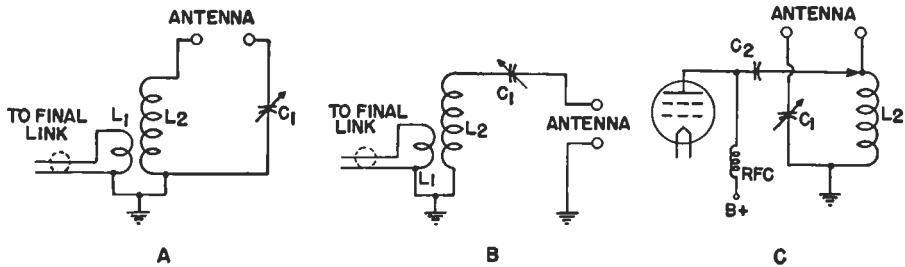 ANTENNA
L1
L2
C1
TO FINAL
LINK
A
C1
L2
TO FINAL
LINK
L1
ANTENNA
B
ANTENNA
C2
C1
L2
RFC
B+
C